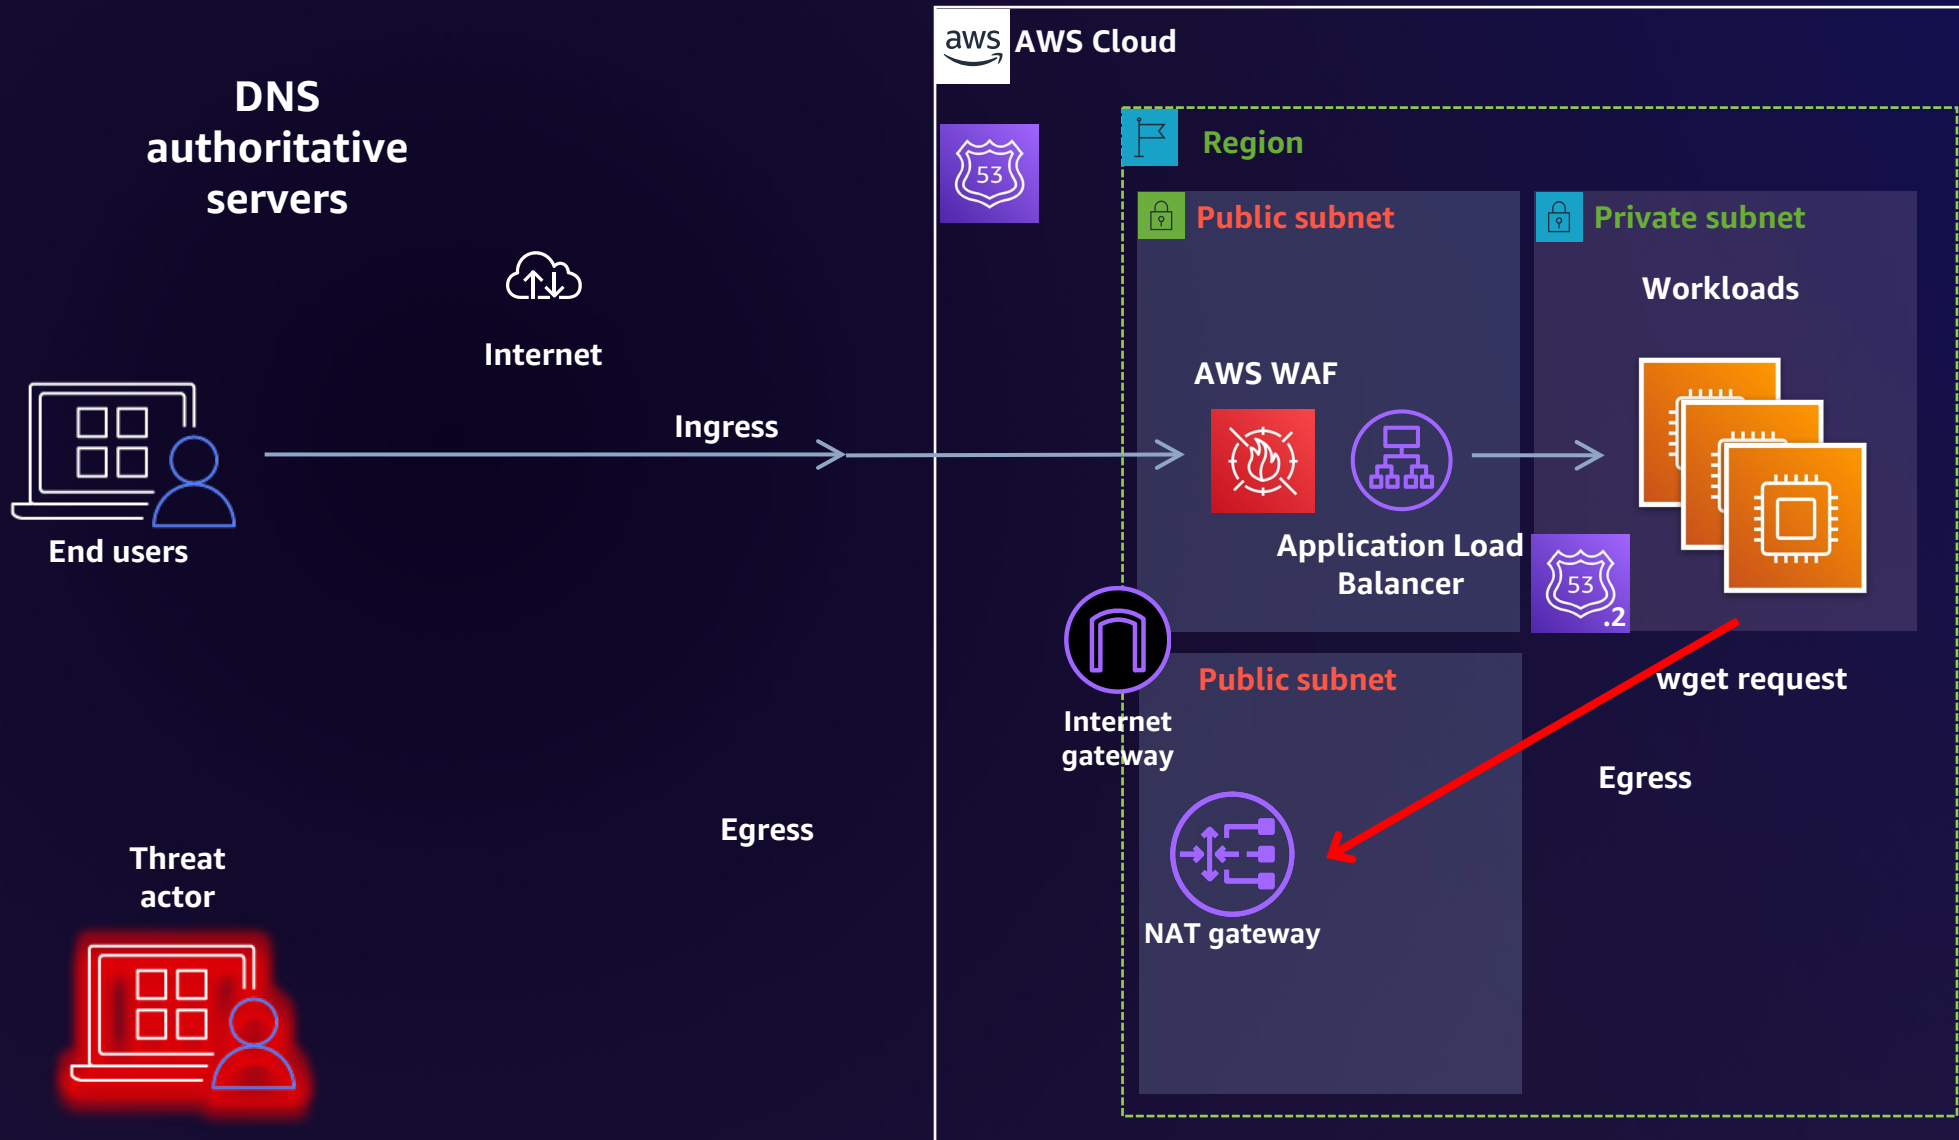 aws
AWS Cloud
DNS
authoritative
servers
53
Region
Public subnet
Private subnet
Workloads
Internet
AWS WAF
Ingress
End users
Application Load
Balancer
53
.2
Internet
gateway
Public subnet
wget request
Egress
Egress
Threat
actor
NAT gateway